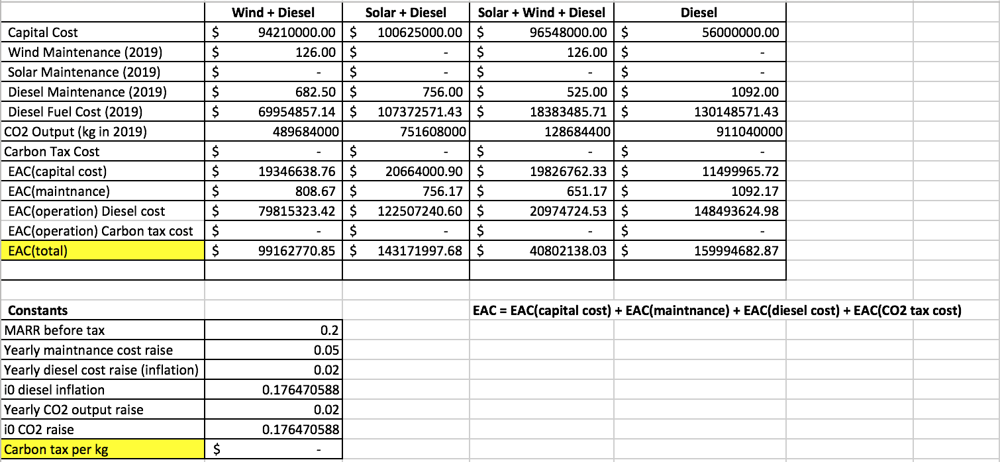 Wind + Diesel Solar + Diesel Solar + Wind + Diesel Diesel
Capital Cost $ 94210000.00 $ 100625000.00 $ 96548000.00 $ 56000000.00
Wind Maintenance (2019) $ 126.00 $ - $ 126.00 $ -
Solar Maintenance (2019) $ - $ - $ - $ -
Diesel Maintenance (2019) $ 682.50 $ 756.00 $ 525.00 $ 1092.00
Diesel Fuel Cost (2019) $ 69954857.14 $ 107372571.43 $ 18383485.71 $ 130148571.43
CO2 Output (kg in 2019) 489684000 751608000 128684400 911040000
Carbon Tax Cost $ - $ - $ - $ -
EAC(capital cost) $ 19346638.76 $ 20664000.90 $ 19826762.33 $ 11499965.72
EAC(maintnance) $ 808.67 $ 756.17 $ 651.17 $ 1092.17
EAC(operation) Diesel cost $ 79815323.42 $ 122507240.60 $ 20974724.53 $ 148493624.98
EAC(operation) Carbon tax cost $ - $ - $ - $ -
EAC(total) $ 99162770.85 $ 143171997.68 $ 40802138.03 $ 159994682.87
Constants EAC = EAC(capital cost) + EAC(maintnance) + EAC(diesel cost) + EAC(CO2 tax cost)
MARR before tax 0.2
Yearly maintnance cost raise 0.05
Yearly diesel cost raise (inflation) 0.02
i0 diesel inflation 0.176470588
Yearly CO2 output raise 0.02
i0 CO2 raise 0.176470588
Carbon tax per kg $ -